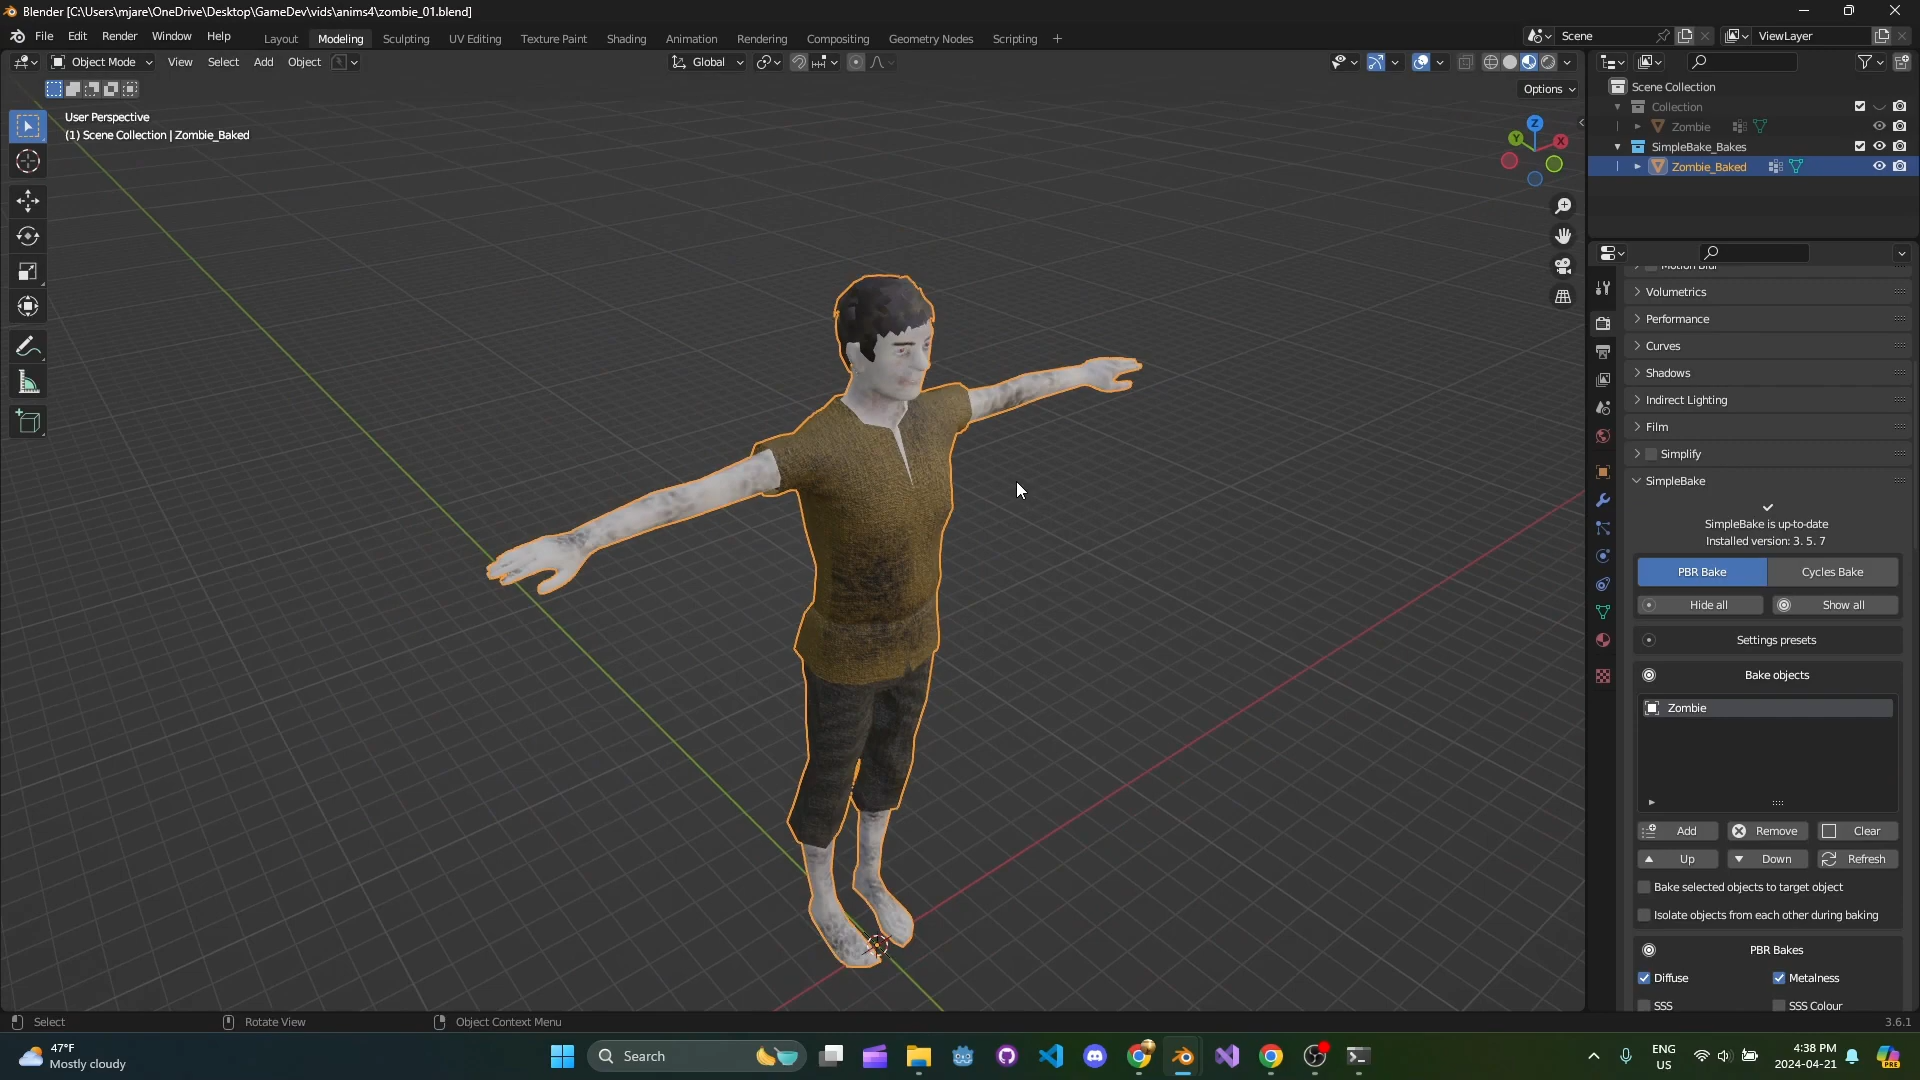 Blender [C:\Users\mjare\OneDrive\Desktop\GameDev\vids\anims4\zombie_01.blend]
File Edit Render Window Help
Layout Modeling Sculpting UV Editing Texture Paint Shading Animation Rendering Compositing Geometry Nodes Scripting +
Scene
ViewLayer
Object Mode View Select Add Object
Global
Options
User Perspective
(1) Scene Collection | Zombie_Baked
Z
Y
X
Scene Collection
Collection
Zombie
SimpleBake_Bakes
Zombie_Baked
Motion Blur
Volumetrics
Performance
Curves
Shadows
Indirect Lighting
Film
Simplify
SimpleBake
SimpleBake is up-to-date
Installed version: 3. 5. 7
PBR Bake Cycles Bake
Hide all Show all
Settings presets
Bake objects
Zombie
Add Remove Clear
Up Down Refresh
Bake selected objects to target object
Isolate objects from each other during baking
PBR Bakes
Diffuse Metalness
SSS SSS Colour
Select Rotate View Object Context Menu
3.6.1
47°F
Mostly cloudy
Search
ENG
US
4:38 PM
2024-04-21
PRE